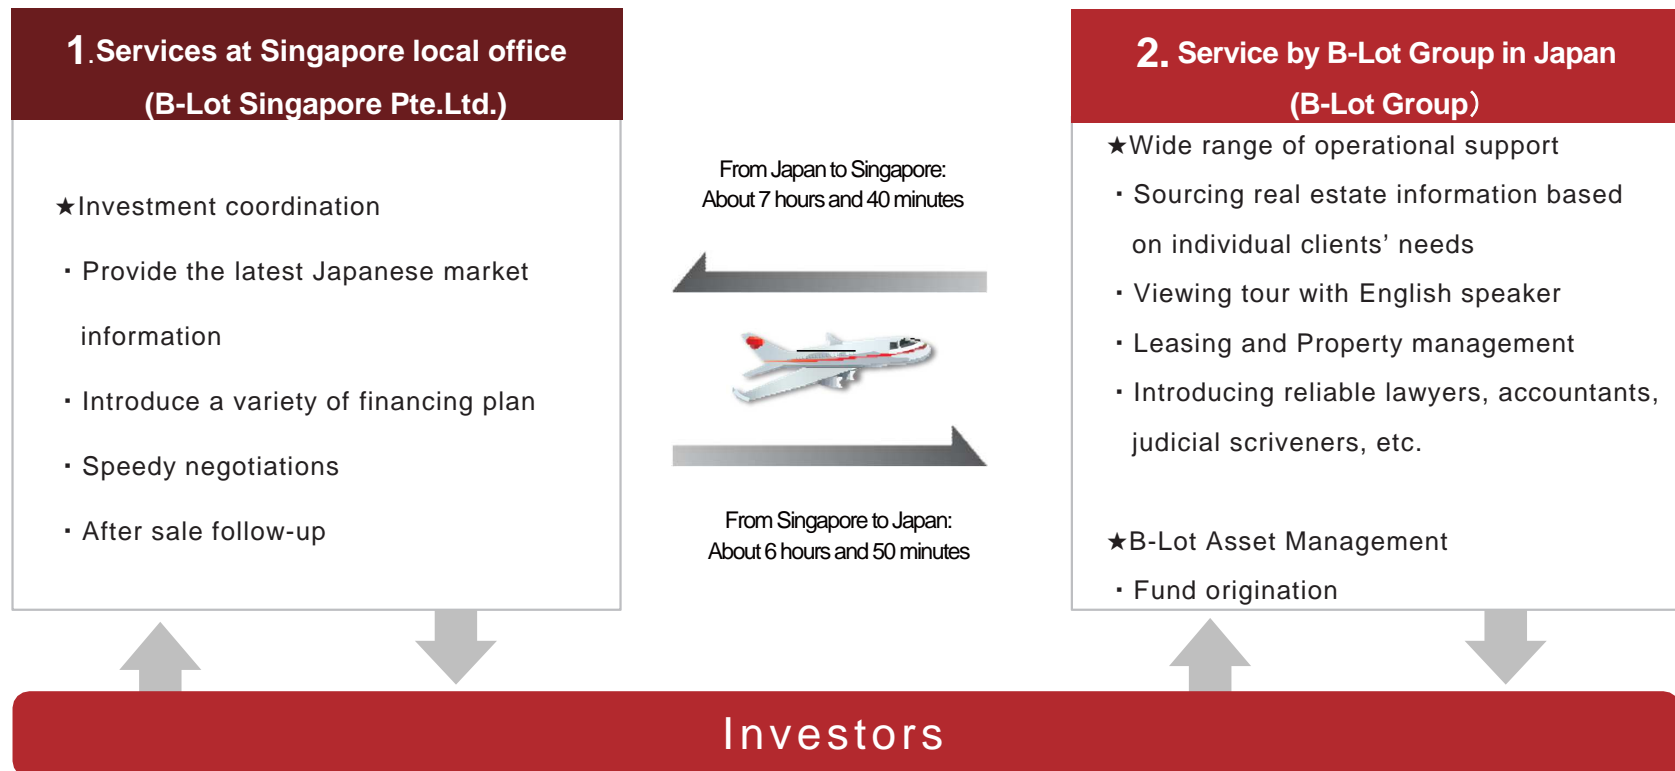 1.Services at Singapore local office
(B-Lot Singapore Pte.Ltd.)
★Investment coordination
・Provide the latest Japanese market
information
・Introduce a variety of financing plan
・Speedy negotiations
・After sale follow-up
From Japan to Singapore:
About 7 hours and 40 minutes
From Singapore to Japan:
About 6 hours and 50 minutes
2. Service by B-Lot Group in Japan
(B-Lot Group）
★Wide range of operational support
・Sourcing real estate information based
on individual clients’ needs
・Viewing tour with English speaker
・Leasing and Property management
・Introducing reliable lawyers, accountants,
judicial scriveners, etc.
★B-Lot Asset Management
・Fund origination
Investors